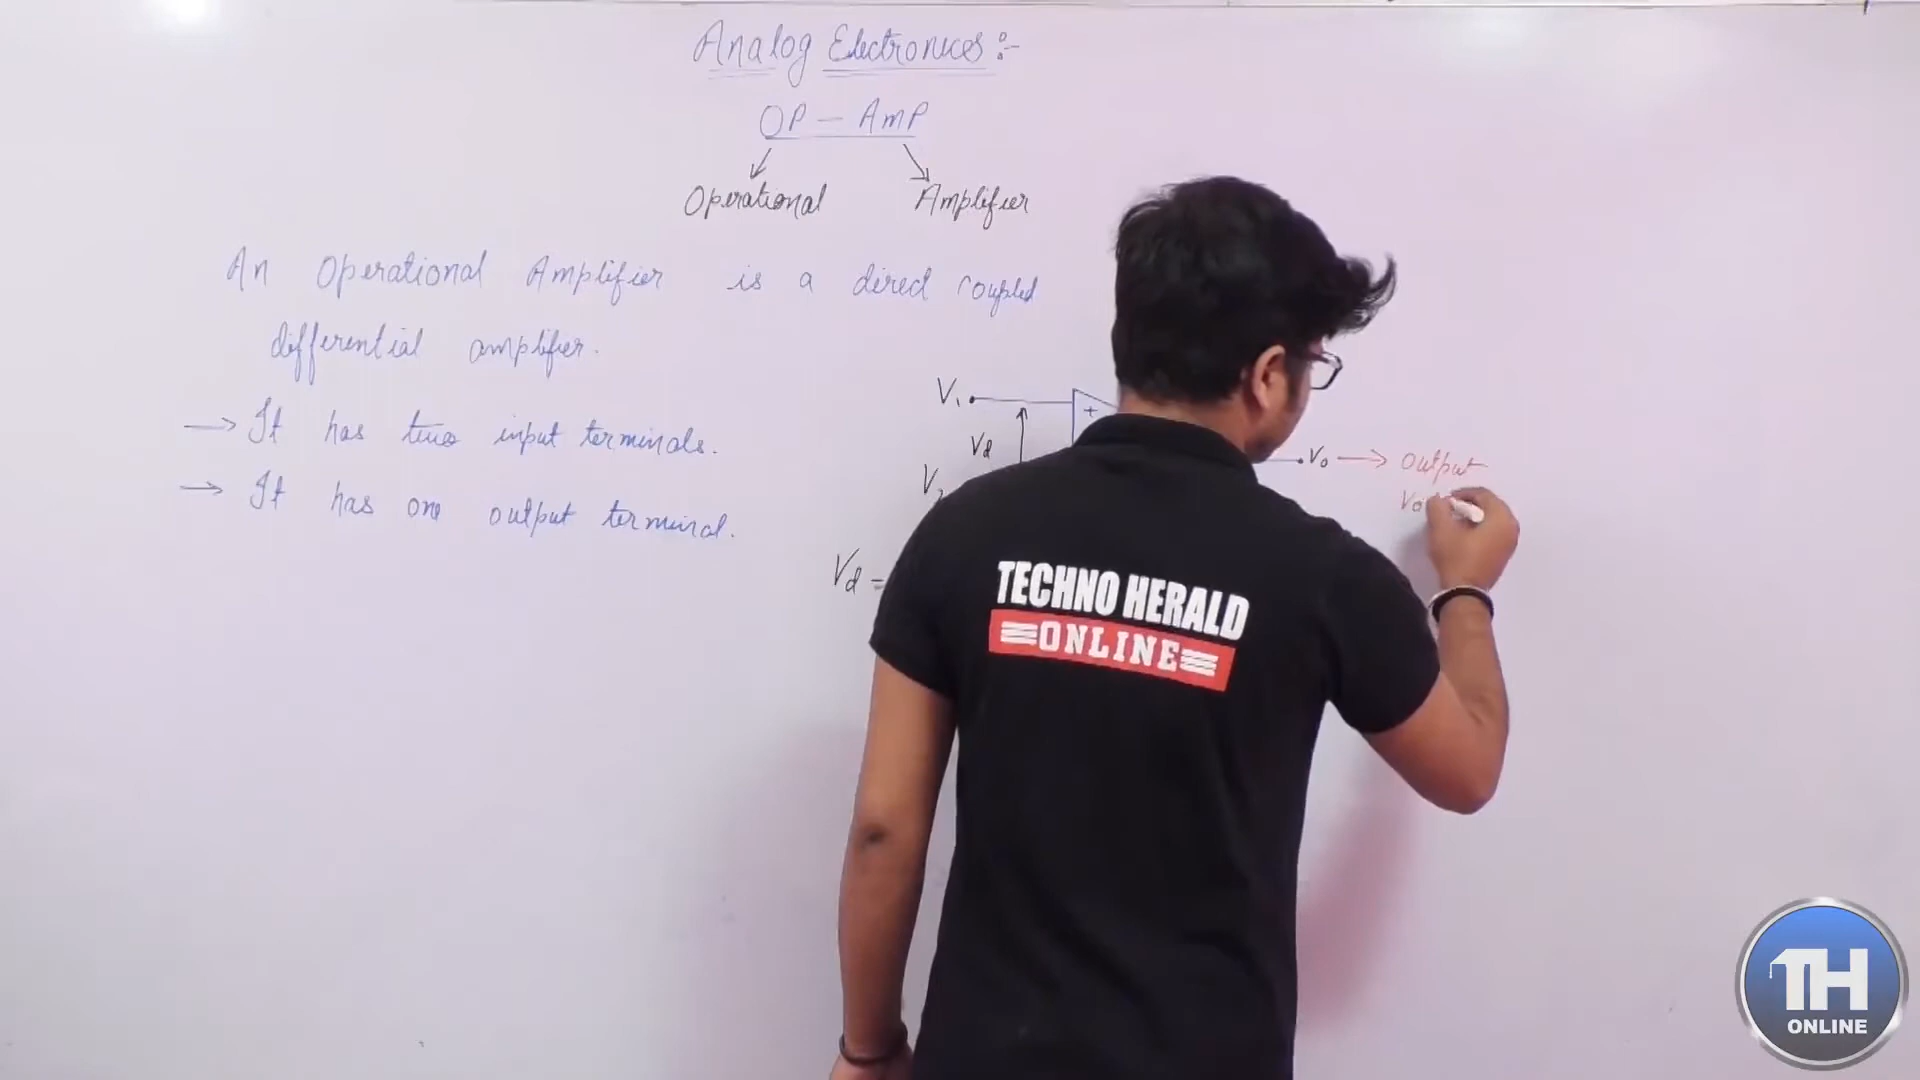 Analog Electronics:-
OP - AMP
Operational Amplifier
An Operational Amplifier is a direct coupled
differential amplifier.
→ It has two input terminals.
→ It has one output terminal.
V₁
+
Vd
V₂
Vo → Output
Vo
Vd =
TECHNO HERALD
ONLINE
TH
ONLINE